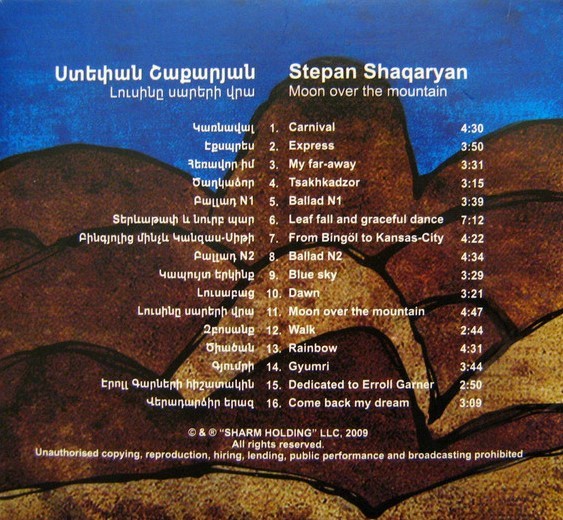 Ստեփան Շաքարյան Stepan Shaqaryan
Լուսինը սարերի վրա Moon over the mountain
Կառնավալ 1. Carnival 4:30
Էքսպրես 2. Express 3:50
Հեռավոր իմ 3. My far-away 3:31
Ծաղկաձոր 4. Tsakhkadzor 3:15
Բալլադ N1 5. Ballad N1 3:39
Տերևաթափ և նուրբ պար 6. Leaf fall and graceful dance 7:12
Բինգյոլից մինչև Կանզաս-Սիթի 7. From Bingöl to Kansas-City 4:22
Բալլադ N2 8. Ballad N2 4:34
Կապույտ երկինք 9. Blue sky 3:29
Լուսաբաց 10. Dawn 3:21
Լուսինը սարերի վրա 11. Moon over the mountain 4:47
Զբոսանք 12. Walk 2:44
Ծիածան 13. Rainbow 4:31
Գյումրի 14. Gyumri 3:44
Էրոլլ Գարների հիշատակին 15. Dedicated to Erroll Garner 2:50
Վերադարձիր երազ 16. Come back my dream 3:09
© & ® "SHARM HOLDING" LLC, 2009
All rights reserved.
Unauthorised copying, reproduction, hiring, lending, public performance and broadcasting prohibited